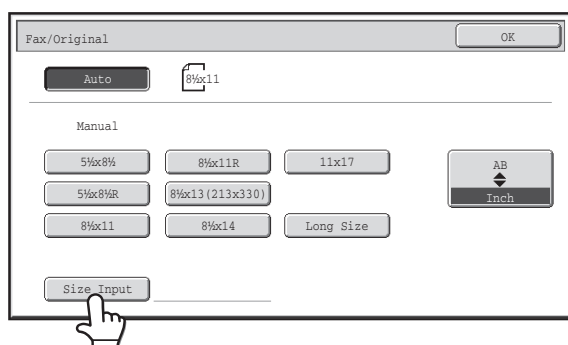 Fax/Original
OK
Auto
8½x11
Manual
5½x8½
8½x11R
11x17
5½x8½R
8½x13(213x330)
8½x11
8½x14
Long Size
AB
Inch
Size Input